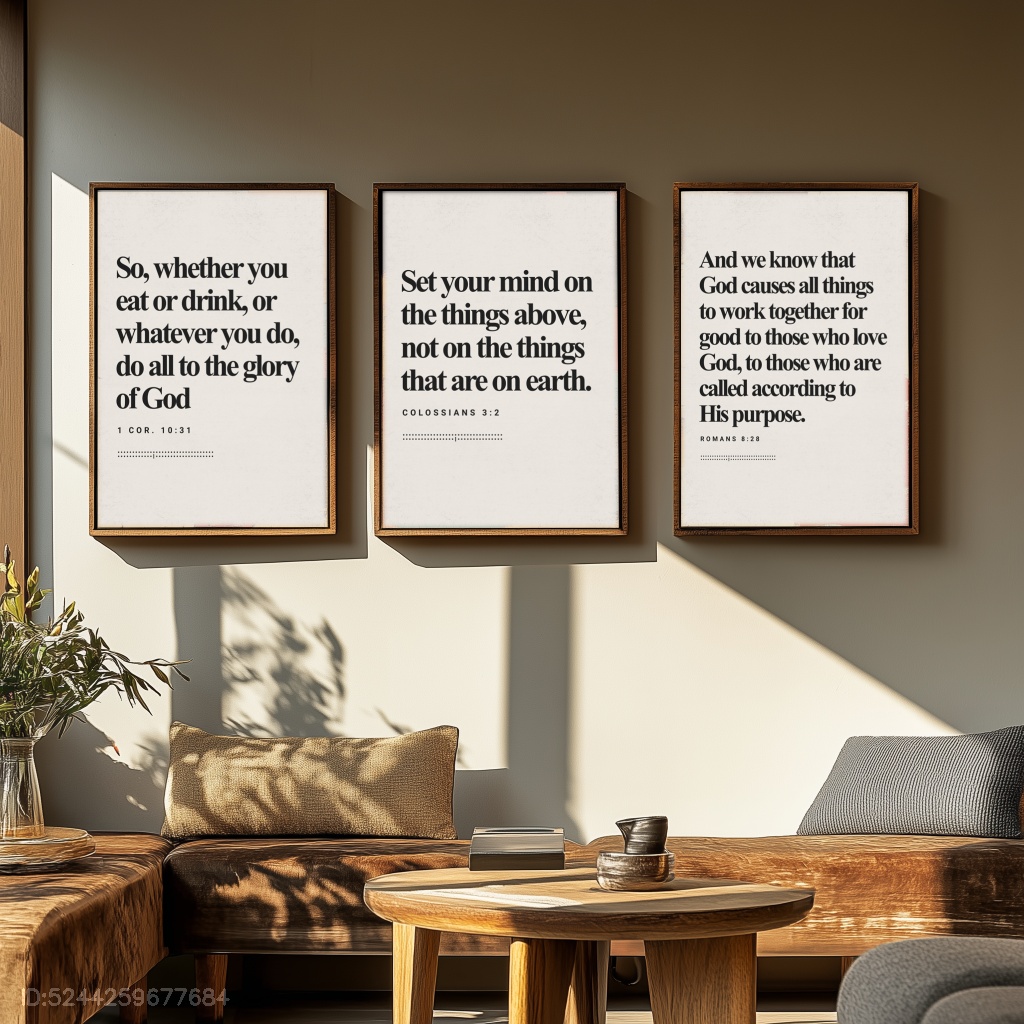 So, whether you
eat or drink, or
whatever you do,
do all to the glory
of God
1 COR. 10:31
Set your mind on
the things above,
not on the things
that are on earth.
COLOSSIANS 3:2
And we know that
God causes all things
to work together for
good to those who love
God, to those who are
called according to
His purpose.
ROMANS 8:28
ID:5244259677684